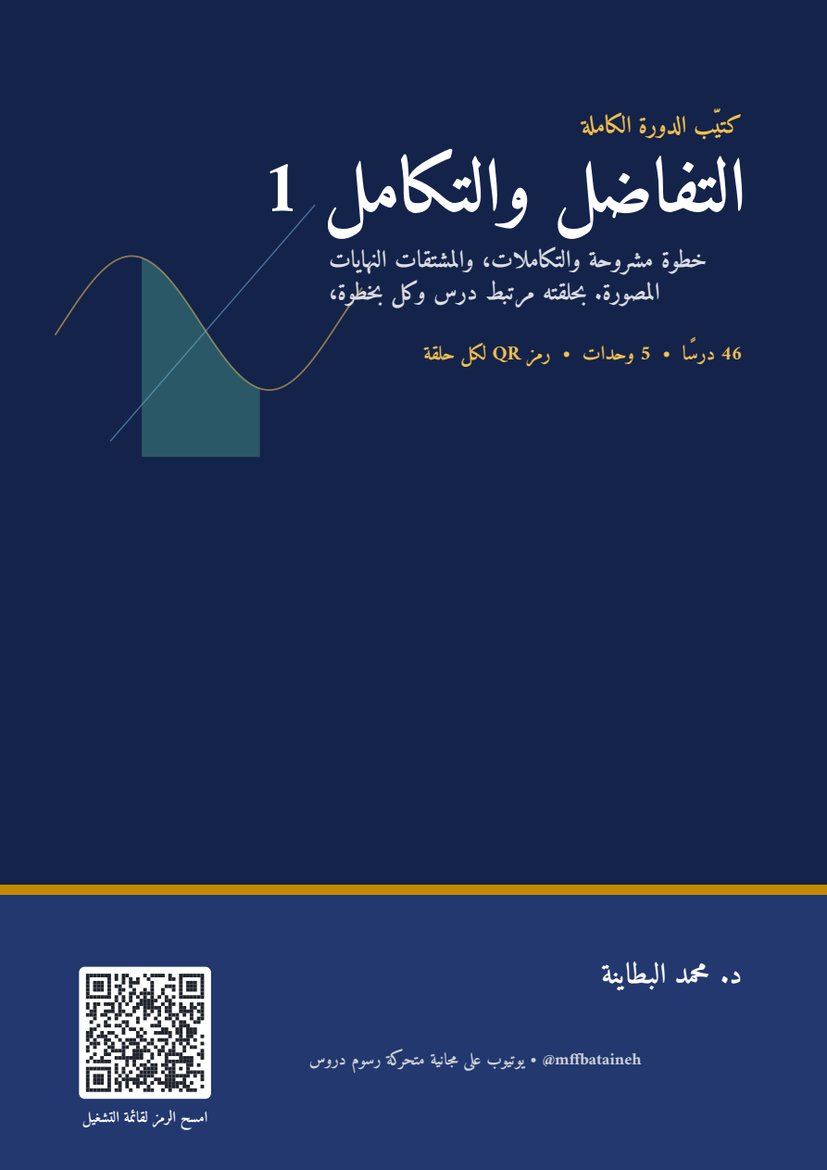 كتيّب الدورة الكاملة
التفاضل والتكامل 1
خطوة مشروحة والتكاملات، والمشتقات النهايات
المصورة. بحلقته مرتبط درس وكل بخطوة،
46 درسًا • 5 وحدات • رمز QR لكل حلقة
د. محمد البطاينة
@mffbataineh • يوتيوب على مجانية متحركة رسوم دروس
امسح الرمز لقائمة التشغيل